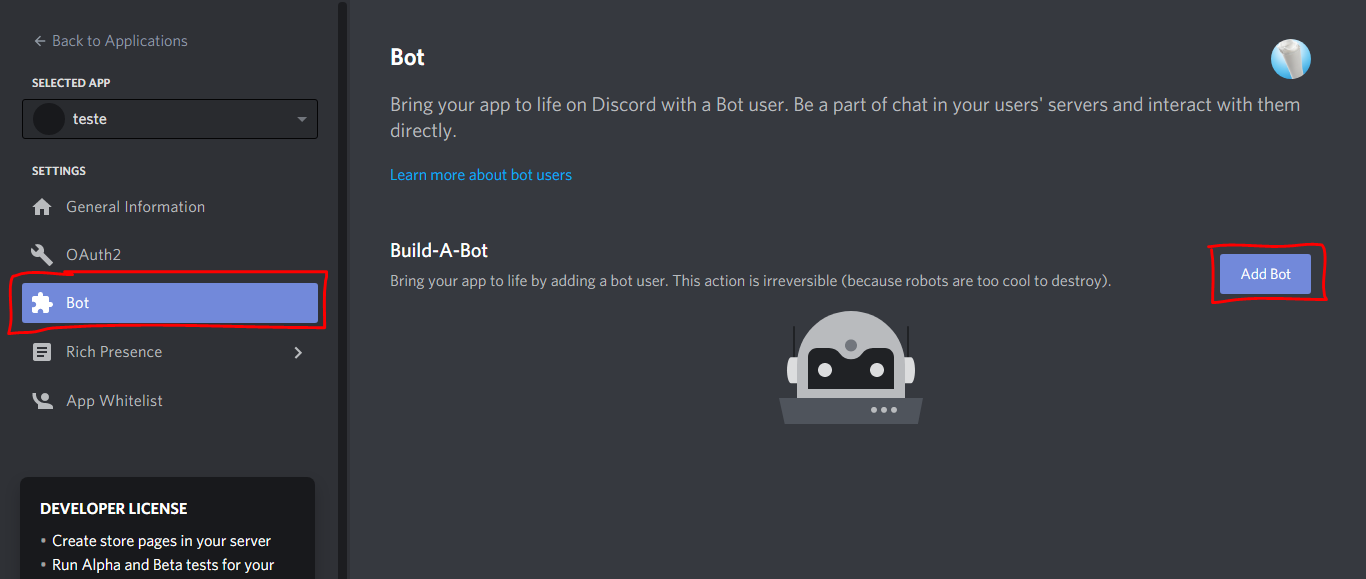 ← Back to Applications
SELECTED APP
teste
SETTINGS
General Information
OAuth2
Bot
Rich Presence
App Whitelist
DEVELOPER LICENSE
• Create store pages in your server
• Run Alpha and Beta tests for your
Bot
Bring your app to life on Discord with a Bot user. Be a part of chat in your users' servers and interact with them
directly.
Learn more about bot users
Build-A-Bot
Bring your app to life by adding a bot user. This action is irreversible (because robots are too cool to destroy).
Add Bot